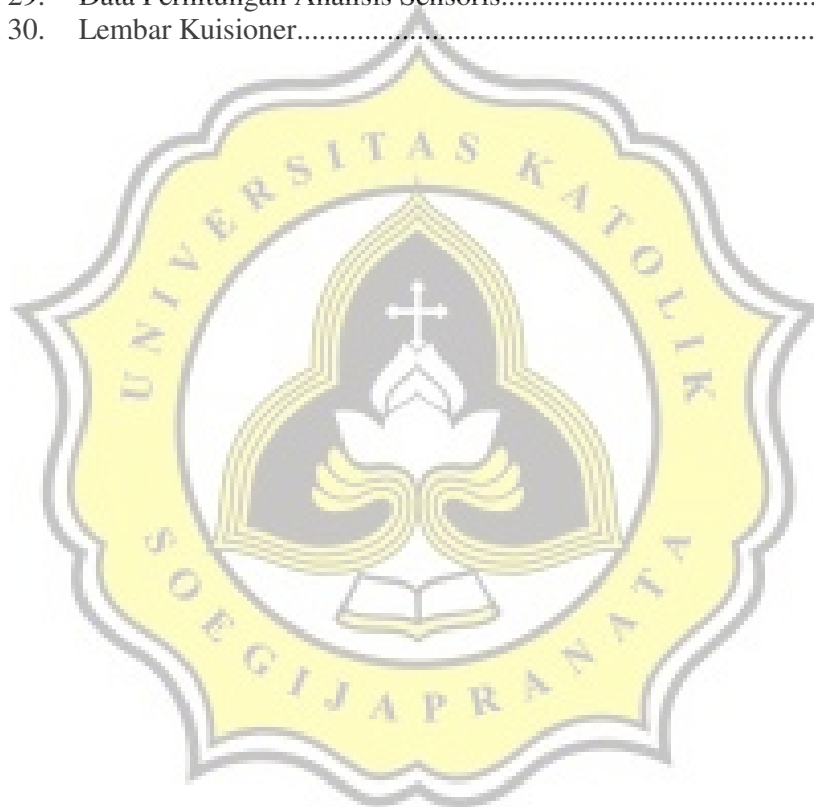 29. Data Perhitungan Analisis Sensoris..........................................
30. Lembar Kuisioner.....................................................................
UNIVERSITAS KATOLIK
SOEGIJAPRANATA